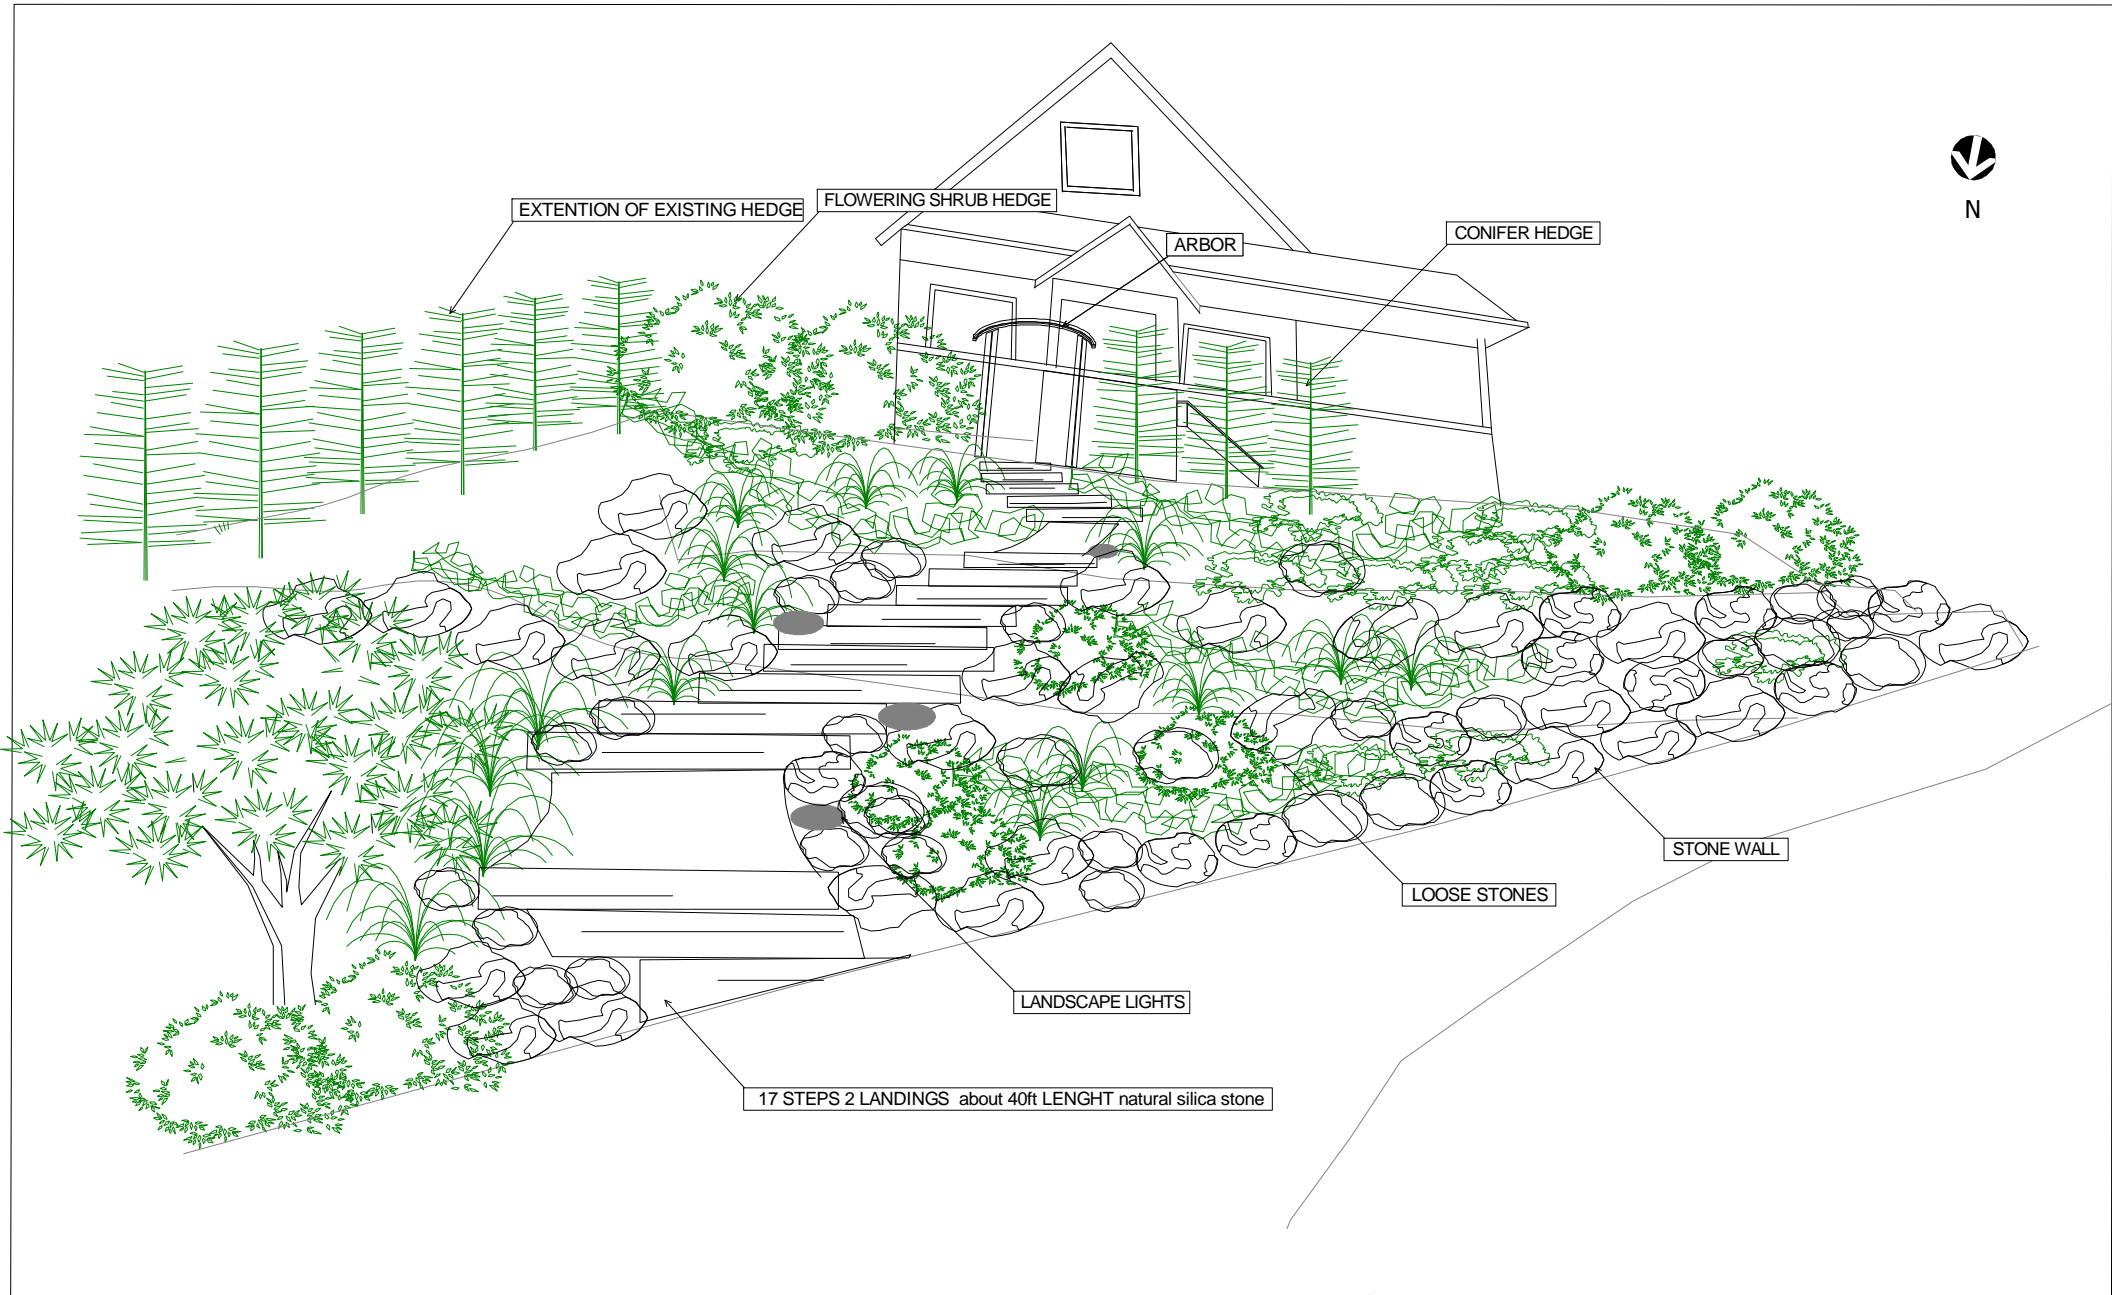 EXTENTION OF EXISTING HEDGE
FLOWERING SHRUB HEDGE
ARBOR
CONIFER HEDGE
N
STONE WALL
LOOSE STONES
LANDSCAPE LIGHTS
17 STEPS 2 LANDINGS about 40ft LENGHT natural silica stone